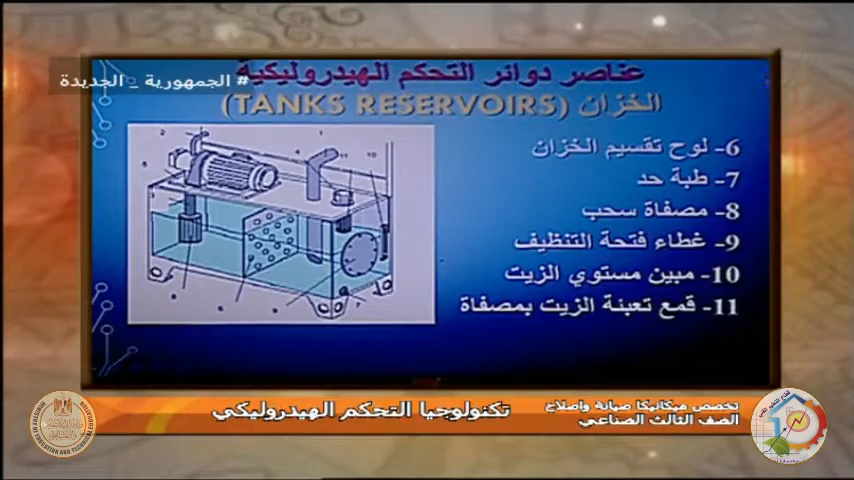 # الجمهورية _ الجديدة
عناصر دوائر التحكم الهيدروليكية
الخزان (TANKS RESERVOIRS)
6- لوح تقسيم الخزان
7- طبة حد
8- مصفاة سحب
9- غطاء فتحة التنظيف
10- مبين مستوي الزيت
11- قمع تعبئة الزيت بمصفاة
تخصص ميكانيكا صيانة واصلاح
الصف الثالث الصناعي
تكنولوجيا التحكم الهيدروليكي